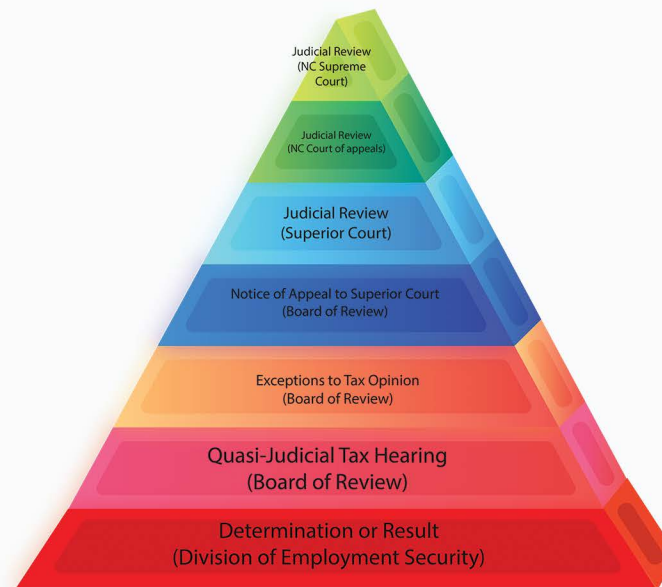 Judicial Review
(NC Supreme
Court)
Judicial Review
(NC Court of appeals)
Judicial Review
(Superior Court)
Notice of Appeal to Superior Court
(Board of Review)
Exceptions to Tax Opinion
(Board of Review)
Quasi-Judicial Tax Hearing
(Board of Review)
Determination or Result
(Division of Employment Security)